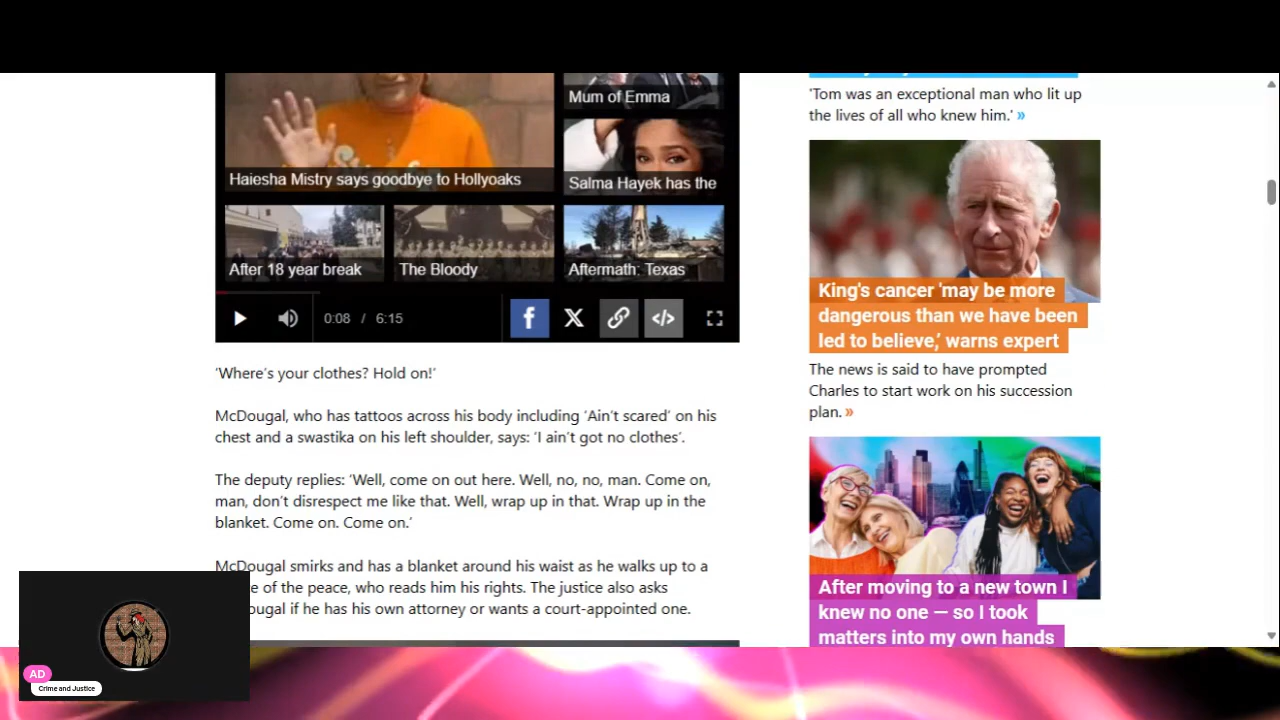 Mum of Emma
Haiesha Mistry says goodbye to Hollyoaks
Salma Hayek has the
After 18 year break
The Bloody
Aftermath: Texas
0:08 / 6:15
f
X
</>
‘Where’s your clothes? Hold on!’
McDougal, who has tattoos across his body including ‘Ain’t scared’ on his
chest and a swastika on his left shoulder, says: ‘I ain’t got no clothes’.
The deputy replies: ‘Well, come on out here. Well, no, no, man. Come on,
man, don’t disrespect me like that. Well, wrap up in that. Wrap up in the
blanket. Come on. Come on.’
McDougal smirks and has a blanket around his waist as he walks up to a
e of the peace, who reads him his rights. The justice also asks
ougal if he has his own attorney or wants a court-appointed one.
AD
Crime and Justice
‘Tom was an exceptional man who lit up
the lives of all who knew him.’ »
King's cancer 'may be more
dangerous than we have been
led to believe,’ warns expert
The news is said to have prompted
Charles to start work on his succession
plan. »
After moving to a new town I
knew no one — so I took
matters into my own hands